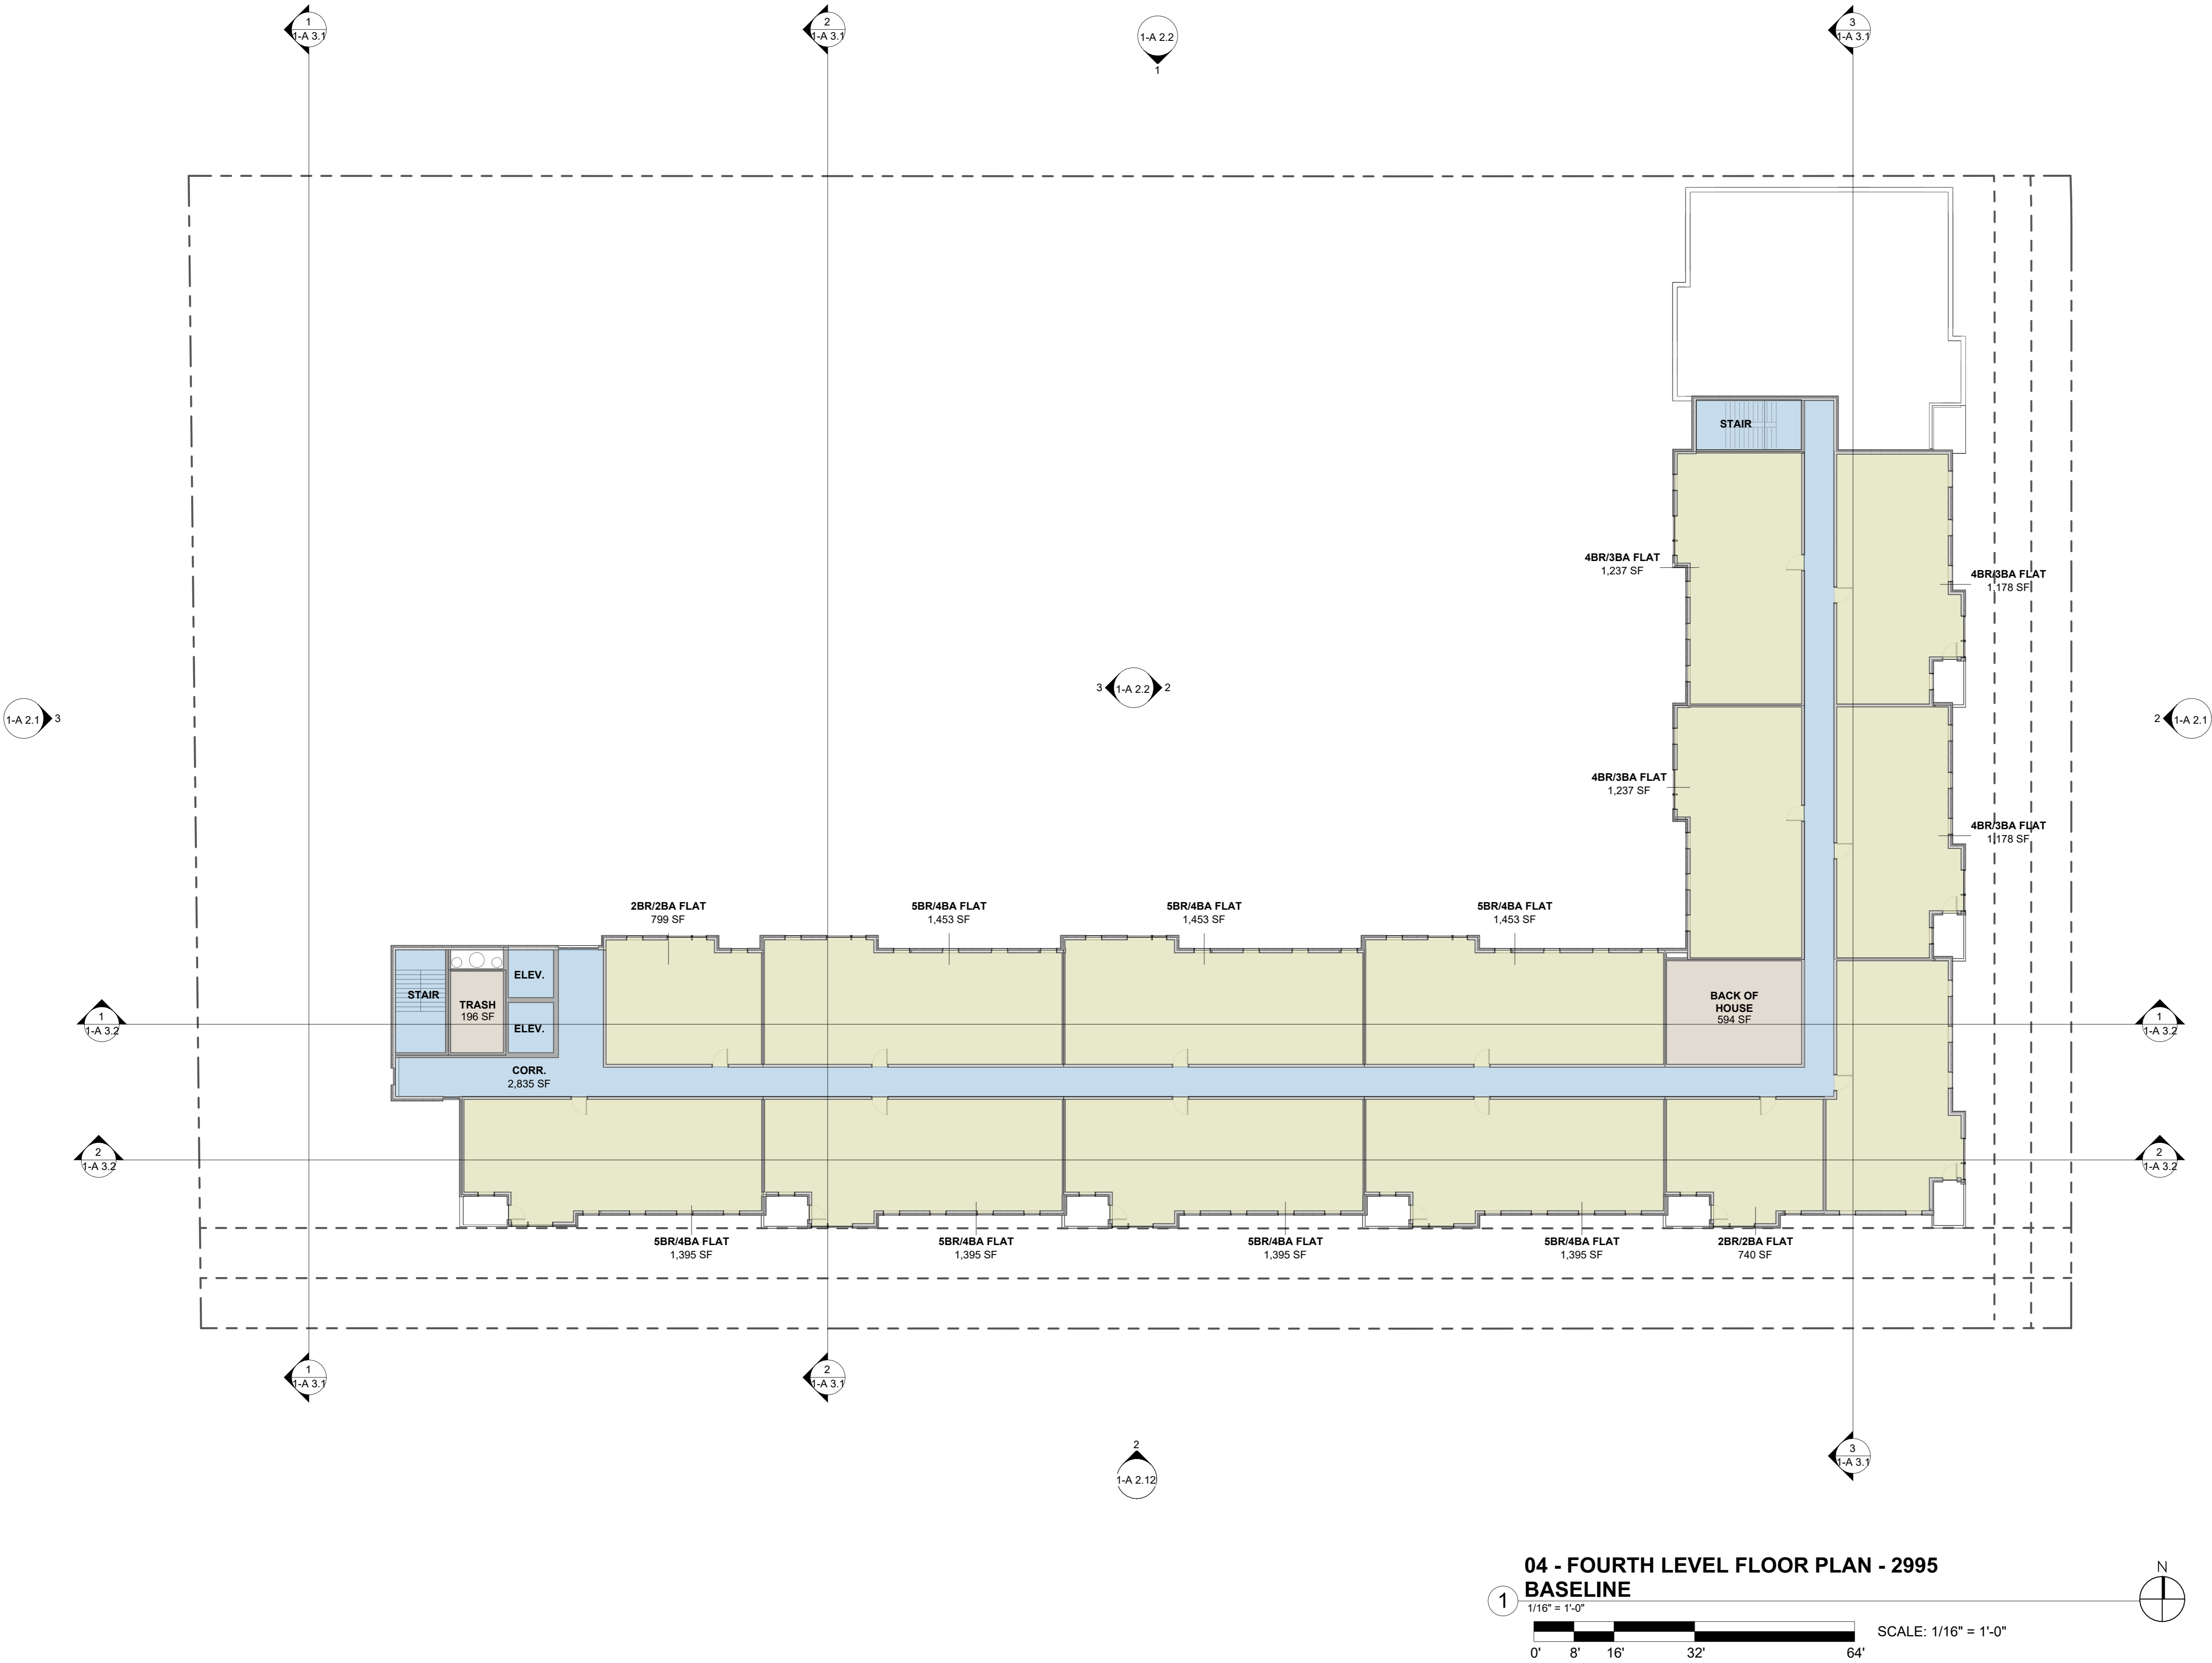 1
1-A 3.1
2
1-A 3.1
1-A 2.2
1
3
1-A 3.1
STAIR
4BR/3BA FLAT
1,237 SF
4BR/3BA FLAT
1,178 SF
3
1-A 2.2
2
1-A 2.1
3
2
1-A 2.1
4BR/3BA FLAT
1,237 SF
4BR/3BA FLAT
1,178 SF
2BR/2BA FLAT
799 SF
5BR/4BA FLAT
1,453 SF
5BR/4BA FLAT
1,453 SF
5BR/4BA FLAT
1,453 SF
STAIR
TRASH
196 SF
ELEV.
ELEV.
BACK OF
HOUSE
594 SF
1
1-A 3.2
1
1-A 3.2
CORR.
2,835 SF
2
1-A 3.2
2
1-A 3.2
5BR/4BA FLAT
1,395 SF
5BR/4BA FLAT
1,395 SF
5BR/4BA FLAT
1,395 SF
5BR/4BA FLAT
1,395 SF
2BR/2BA FLAT
740 SF
1
1-A 3.1
2
1-A 3.1
3
1-A 3.1
2
1-A 2.12
04 - FOURTH LEVEL FLOOR PLAN - 2995
BASELINE
1
1/16" = 1'-0"
N
0' 8' 16' 32' 64'
SCALE: 1/16" = 1'-0"